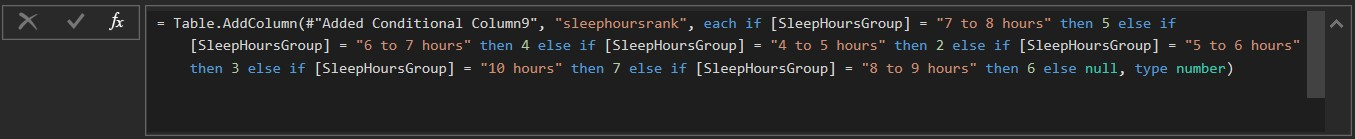 fx
= Table.AddColumn(#"Added Conditional Column9", "sleephoursrank", each if [SleepHoursGroup] = "7 to 8 hours" then 5 else if
[SleepHoursGroup] = "6 to 7 hours" then 4 else if [SleepHoursGroup] = "4 to 5 hours" then 2 else if [SleepHoursGroup] = "5 to 6 hours"
then 3 else if [SleepHoursGroup] = "10 hours" then 7 else if [SleepHoursGroup] = "8 to 9 hours" then 6 else null, type number)